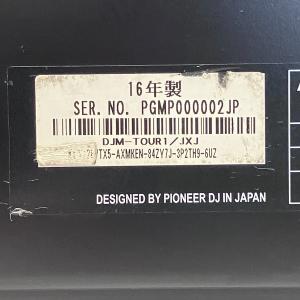 16年製
SER. NO. PGMP000002JP
DJM-TOUR1/JXJ
DESIGNED BY PIONEER DJ IN JAPAN